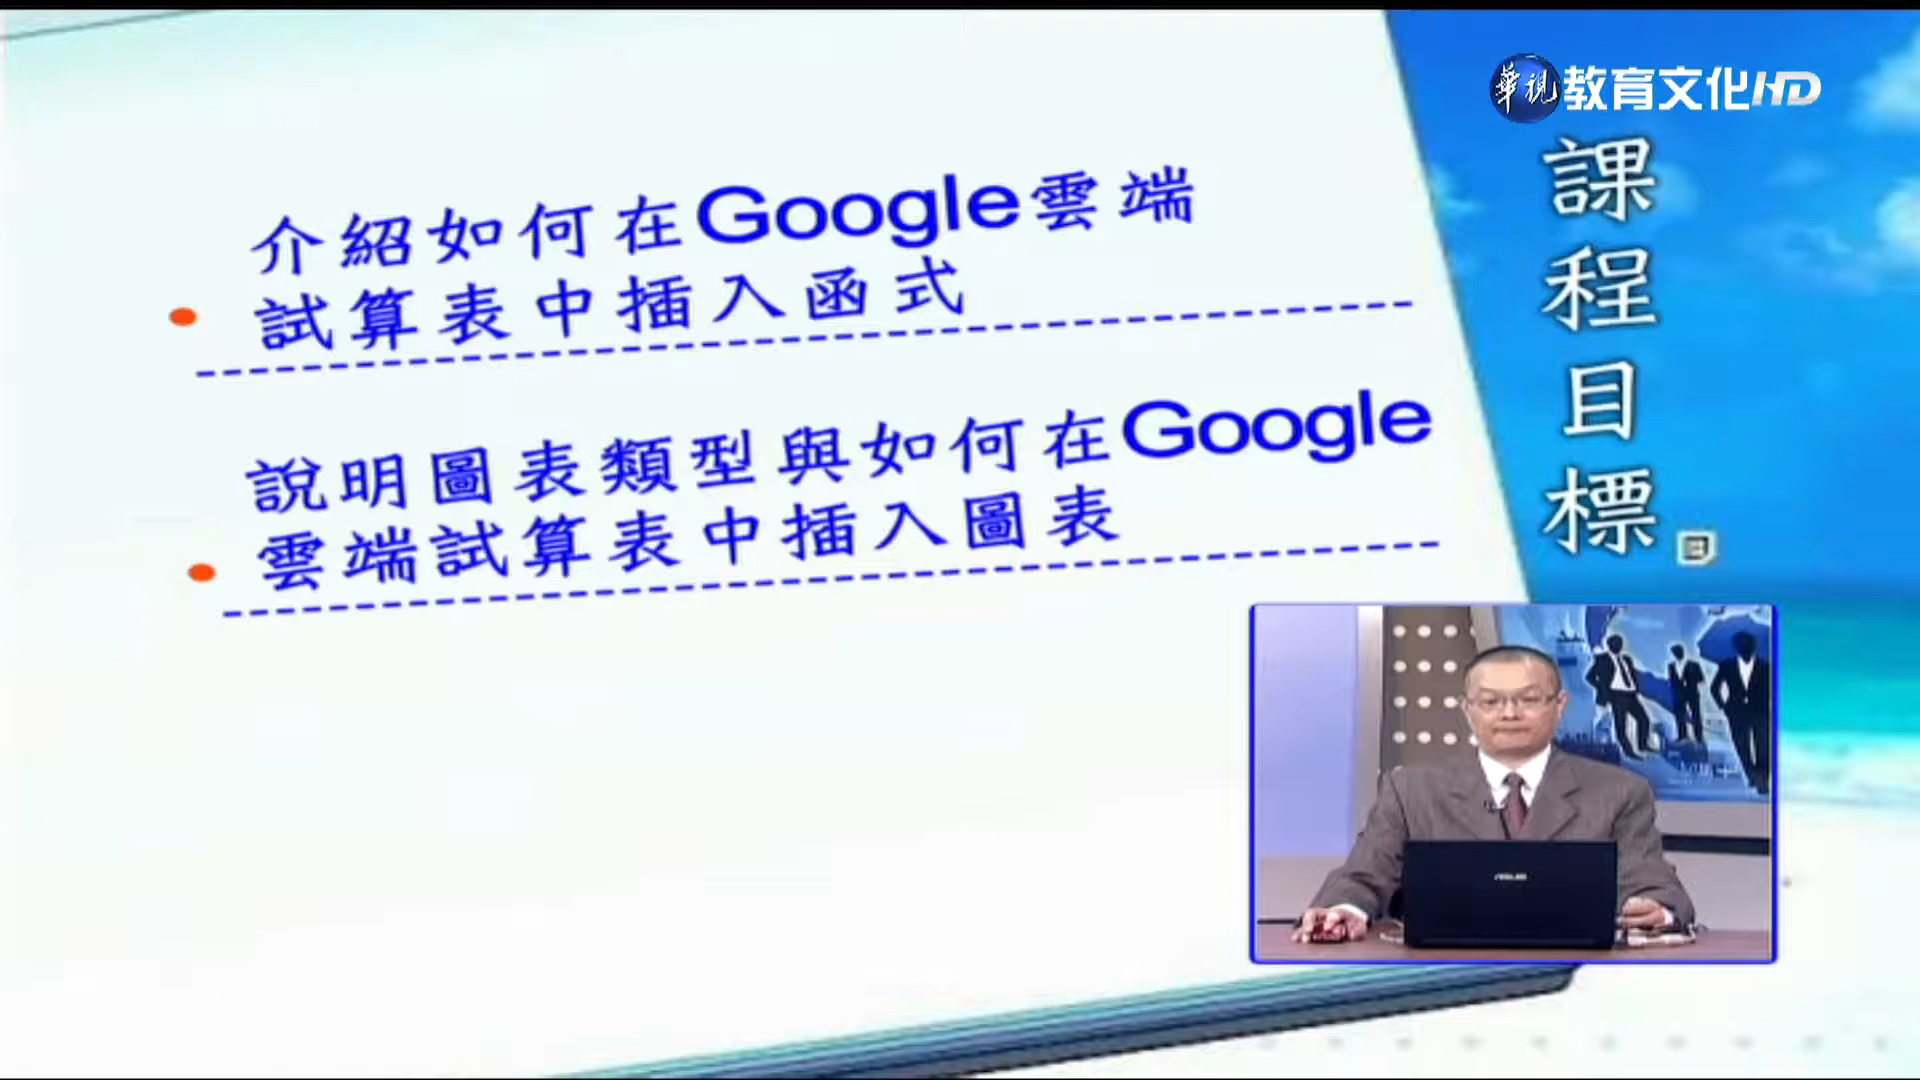 華視 教育文化HD
課程目標
介紹如何在Google雲端
試算表中插入函式
說明圖表類型與如何在Google
雲端試算表中插入圖表
ASUS